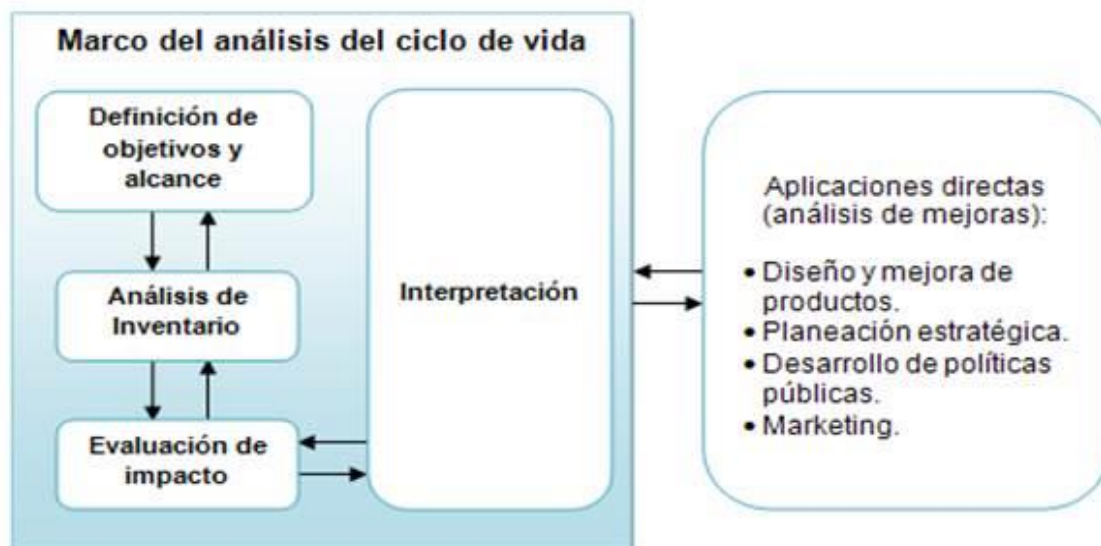 Marco del análisis del ciclo de vida
Definición de
objetivos y
alcance
Análisis de
Inventario
Evaluación de
impacto
Interpretación
Aplicaciones directas
(análisis de mejoras):
• Diseño y mejora de
productos.
• Planeación estratégica.
• Desarrollo de políticas
públicas.
• Marketing.